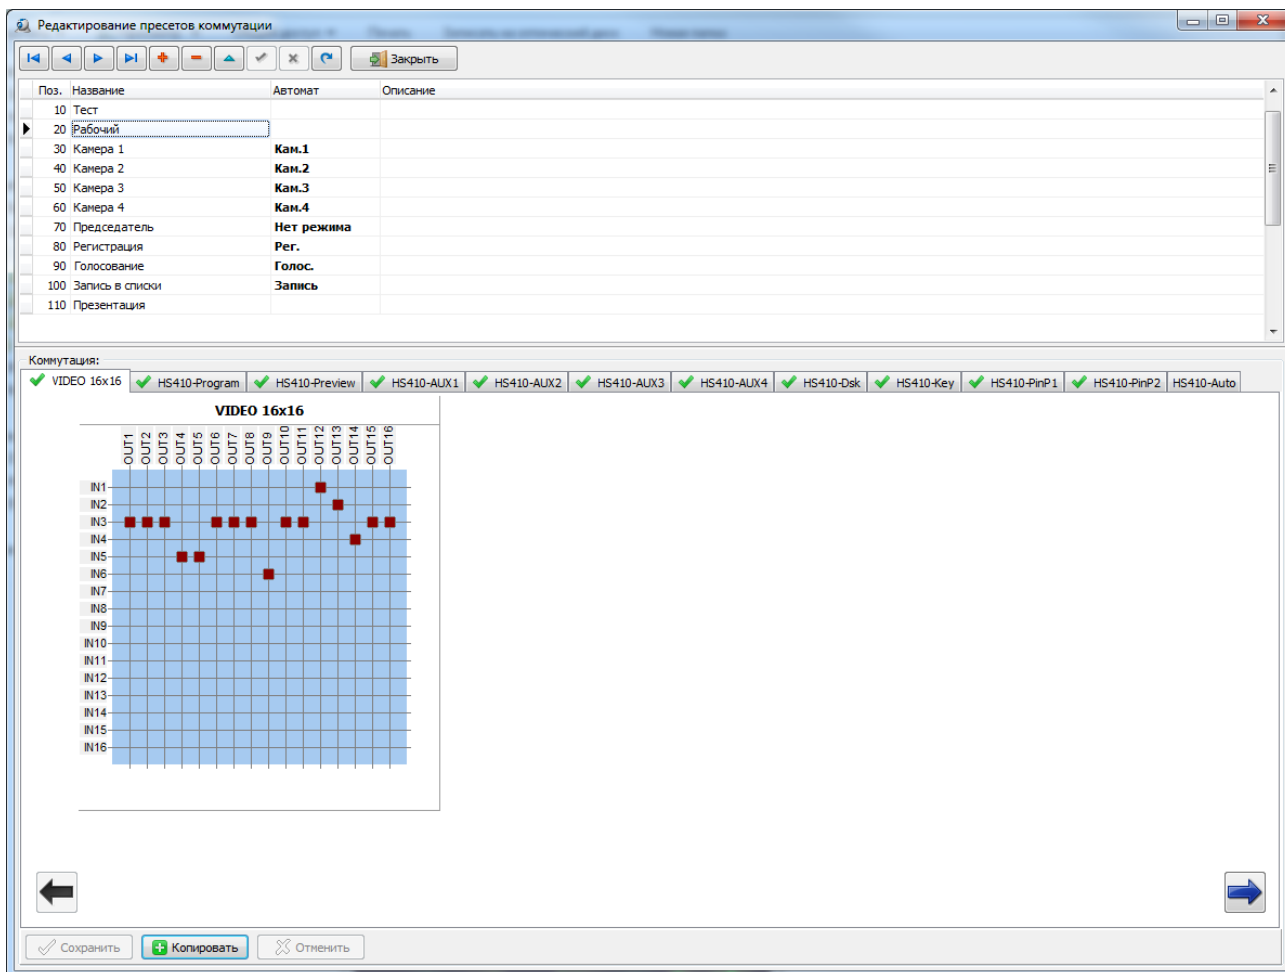 Редактирование пресетов коммутации
Закрыть
Поз. Название Автомат Описание
10 Тест
20 Рабочий
30 Камера 1 Кам.1
40 Камера 2 Кам.2
50 Камера 3 Кам.3
60 Камера 4 Кам.4
70 Председатель Нет режима
80 Регистрация Рег.
90 Голосование Голос.
100 Запись в списки Запись
110 Презентация
Коммутация:
VIDEO 16x16 HS410-Program HS410-Preview HS410-AUX1 HS410-AUX2 HS410-AUX3 HS410-AUX4 HS410-Dsk HS410-Key HS410-PinP1 HS410-PinP2 HS410-Auto
VIDEO 16x16
OUT1 OUT2 OUT3 OUT4 OUT5 OUT6 OUT7 OUT8 OUT9 OUT10 OUT11 OUT12 OUT13 OUT14 OUT15 OUT16
IN1
IN2
IN3
IN4
IN5
IN6
IN7
IN8
IN9
IN10
IN11
IN12
IN13
IN14
IN15
IN16
Сохранить Копировать Отменить